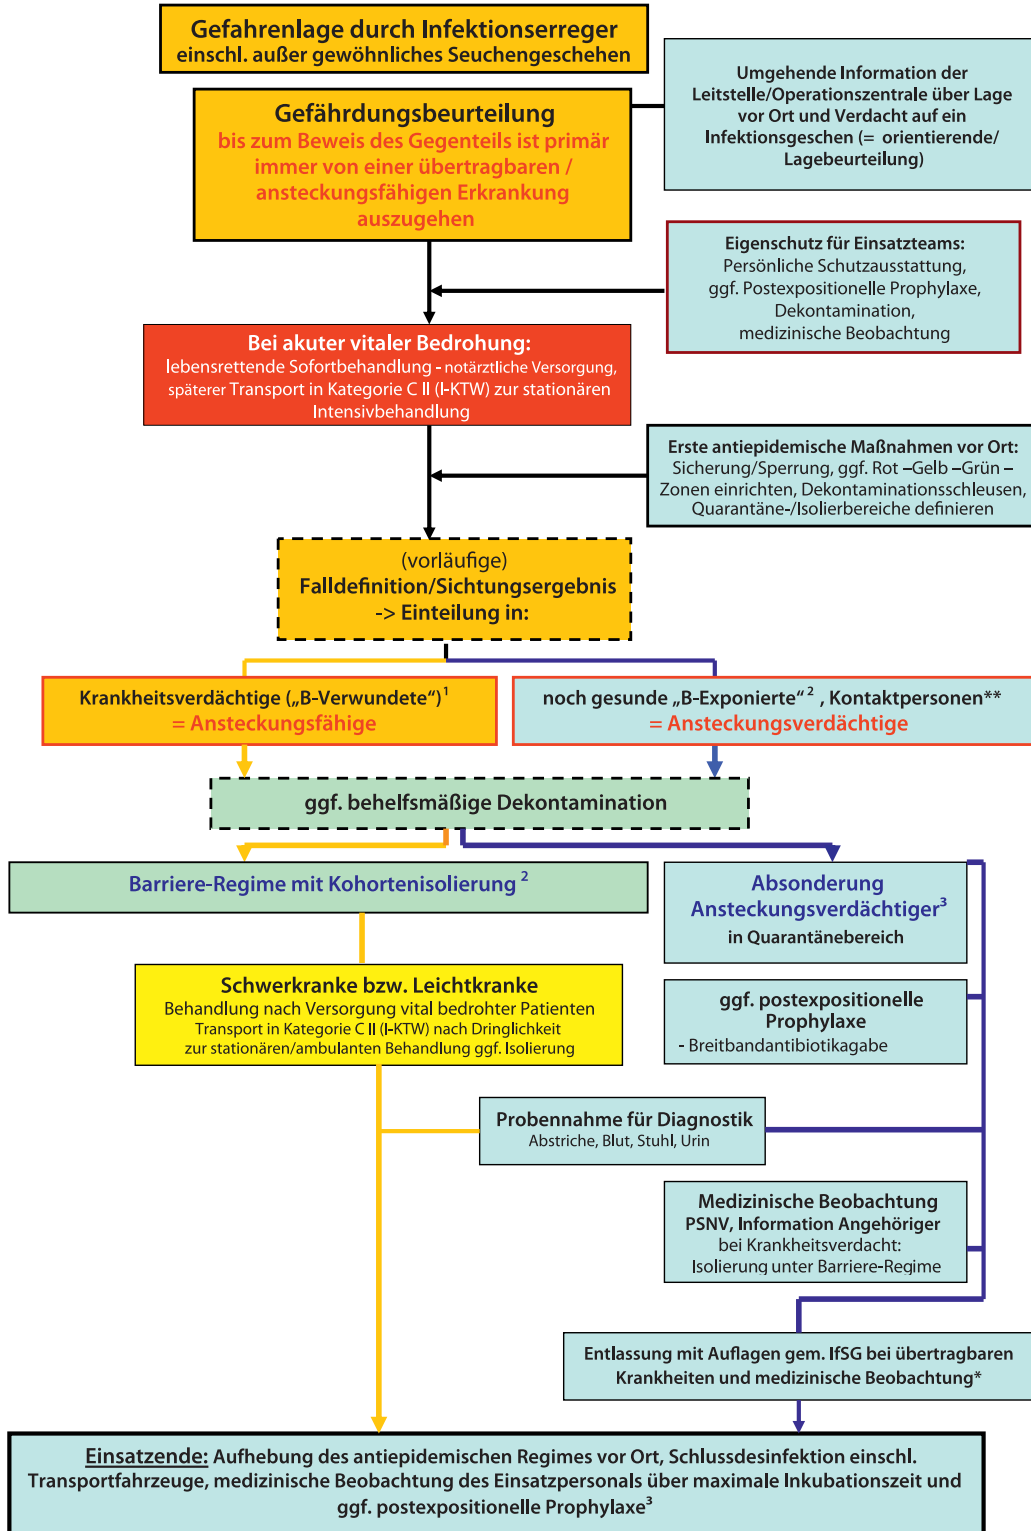 Gefahrenlage durch Infektionserreger
einschl. außer gewöhnliches Seuchengeschehen
Umgehende Information der
Leitstelle/Operationszentrale über Lage
vor Ort und Verdacht auf ein
Infektionsgeschen (= orientierende/
Lagebeurteilung)
Gefährdungsbeurteilung
bis zum Beweis des Gegenteils ist primär
immer von einer übertragbaren /
ansteckungsfähigen Erkrankung
auszugehen
Eigenschutz für Einsatzteams:
Persönliche Schutzausstattung,
ggf. Postexpositionelle Prophylaxe,
Dekontamination,
medizinische Beobachtung
Bei akuter vitaler Bedrohung:
lebensrettende Sofortbehandlung - notärztliche Versorgung,
späterer Transport in Kategorie C II (I-KTW) zur stationären
Intensivbehandlung
Erste antiepidemische Maßnahmen vor Ort:
Sicherung/Sperrung, ggf. Rot –Gelb –Grün –
Zonen einrichten, Dekontaminationsschleusen,
Quarantäne-/Isolierbereiche definieren
(vorläufige)
Falldefinition/Sichtungsergebnis
-> Einteilung in:
Krankheitsverdächtige („B-Verwundete“)¹
= Ansteckungsfähige
noch gesunde „B-Exponierte“² , Kontaktpersonen**
= Ansteckungsverdächtige
ggf. behelfsmäßige Dekontamination
Barriere-Regime mit Kohortenisolierung ²
Absonderung
Ansteckungsverdächtiger³
in Quarantänebereich
Schwerkranke bzw. Leichtkranke
Behandlung nach Versorgung vital bedrohter Patienten
Transport in Kategorie C II (I-KTW) nach Dringlichkeit
zur stationären/ambulanten Behandlung ggf. Isolierung
ggf. postexpositionelle
Prophylaxe
- Breitbandantibiotikagabe
Probennahme für Diagnostik
Abstriche, Blut, Stuhl, Urin
Medizinische Beobachtung
PSNV, Information Angehöriger
bei Krankheitsverdacht:
Isolierung unter Barriere-Regime
Entlassung mit Auflagen gem. IfSG bei übertragbaren
Krankheiten und medizinische Beobachtung*
Einsatzende: Aufhebung des antiepidemischen Regimes vor Ort, Schlussdesinfektion einschl.
Transportfahrzeuge, medizinische Beobachtung des Einsatzpersonals über maximale Inkubationszeit und
ggf. postexpositionelle Prophylaxe³